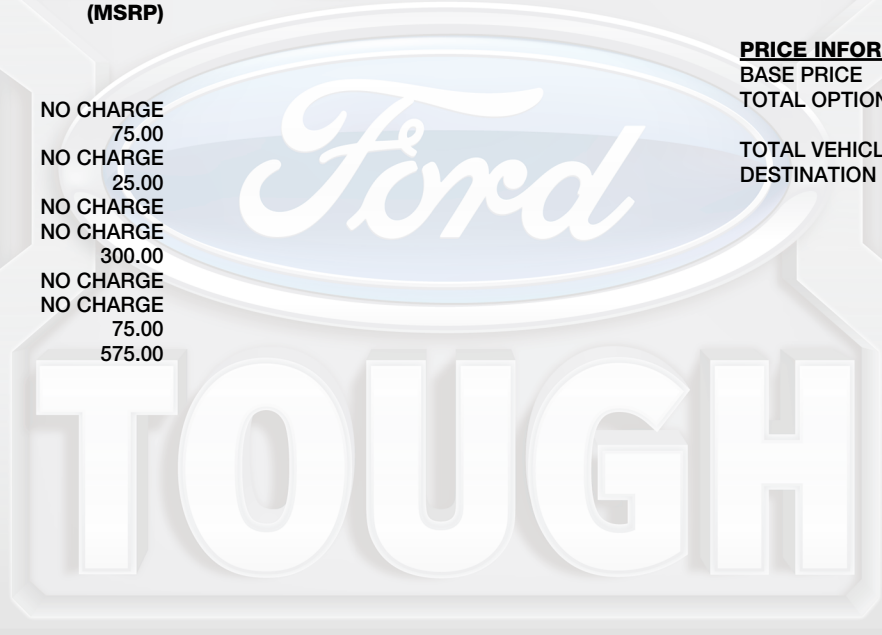 (MSRP)
NO CHARGE
75.00
NO CHARGE
25.00
NO CHARGE
NO CHARGE
300.00
NO CHARGE
NO CHARGE
75.00
575.00
PRICE INFOR
BASE PRICE
TOTAL OPTION
TOTAL VEHICL
DESTINATION
Ford
TOUGH